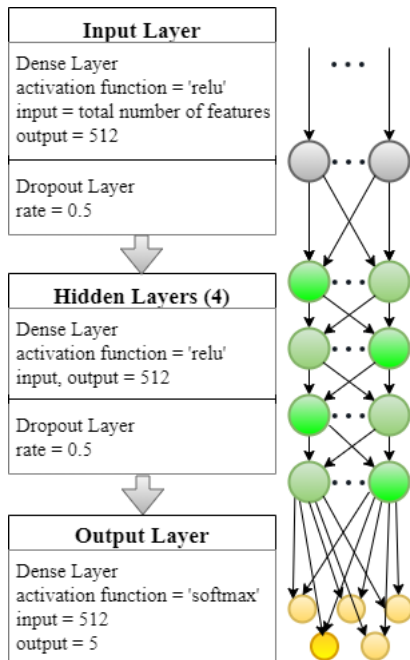 Input Layer
Dense Layer
activation function = 'relu'
input = total number of features
output = 512
Dropout Layer
rate = 0.5
Hidden Layers (4)
Dense Layer
activation function = 'relu'
input, output = 512
Dropout Layer
rate = 0.5
Output Layer
Dense Layer
activation function = 'softmax'
input = 512
output = 5